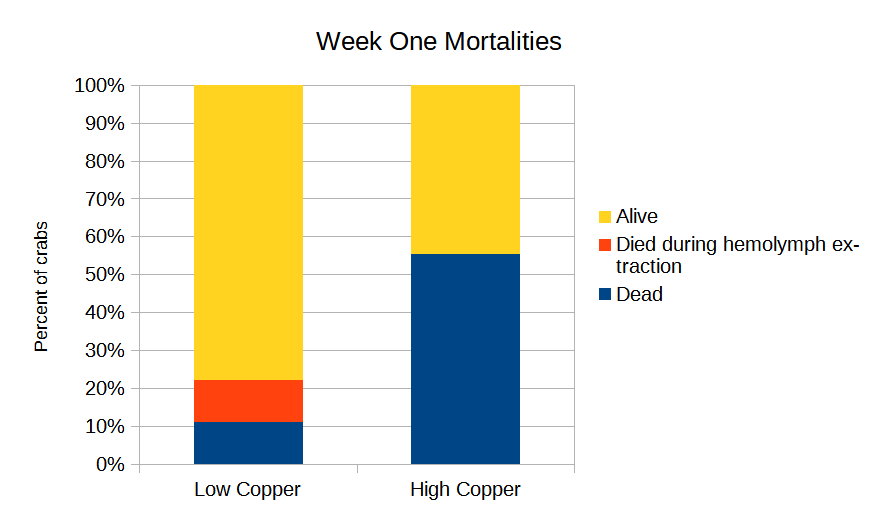 Week One Mortalities
100%
90%
80%
70%
60%
50%
40%
30%
20%
10%
0%
Percent of crabs
Low Copper
High Copper
Alive
Died during hemolymph ex-
traction
Dead